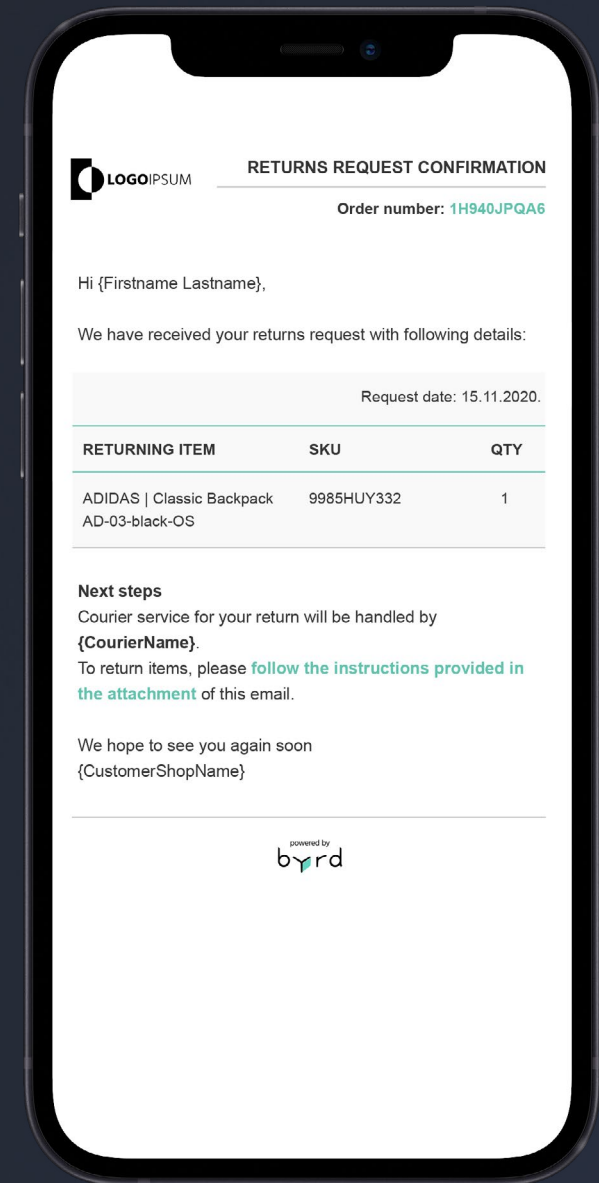 LOGOIPSUM
RETURNS REQUEST CONFIRMATION
Order number: 1H940JPQA6
Hi {Firstname Lastname},
We have received your returns request with following details:
Request date: 15.11.2020.
RETURNING ITEM SKU QTY
ADIDAS | Classic Backpack 9985HUY332 1
AD-03-black-OS
Next steps
Courier service for your return will be handled by
{CourierName}.
To return items, please follow the instructions provided in
the attachment of this email.
We hope to see you again soon
{CustomerShopName}
powered by
byrd